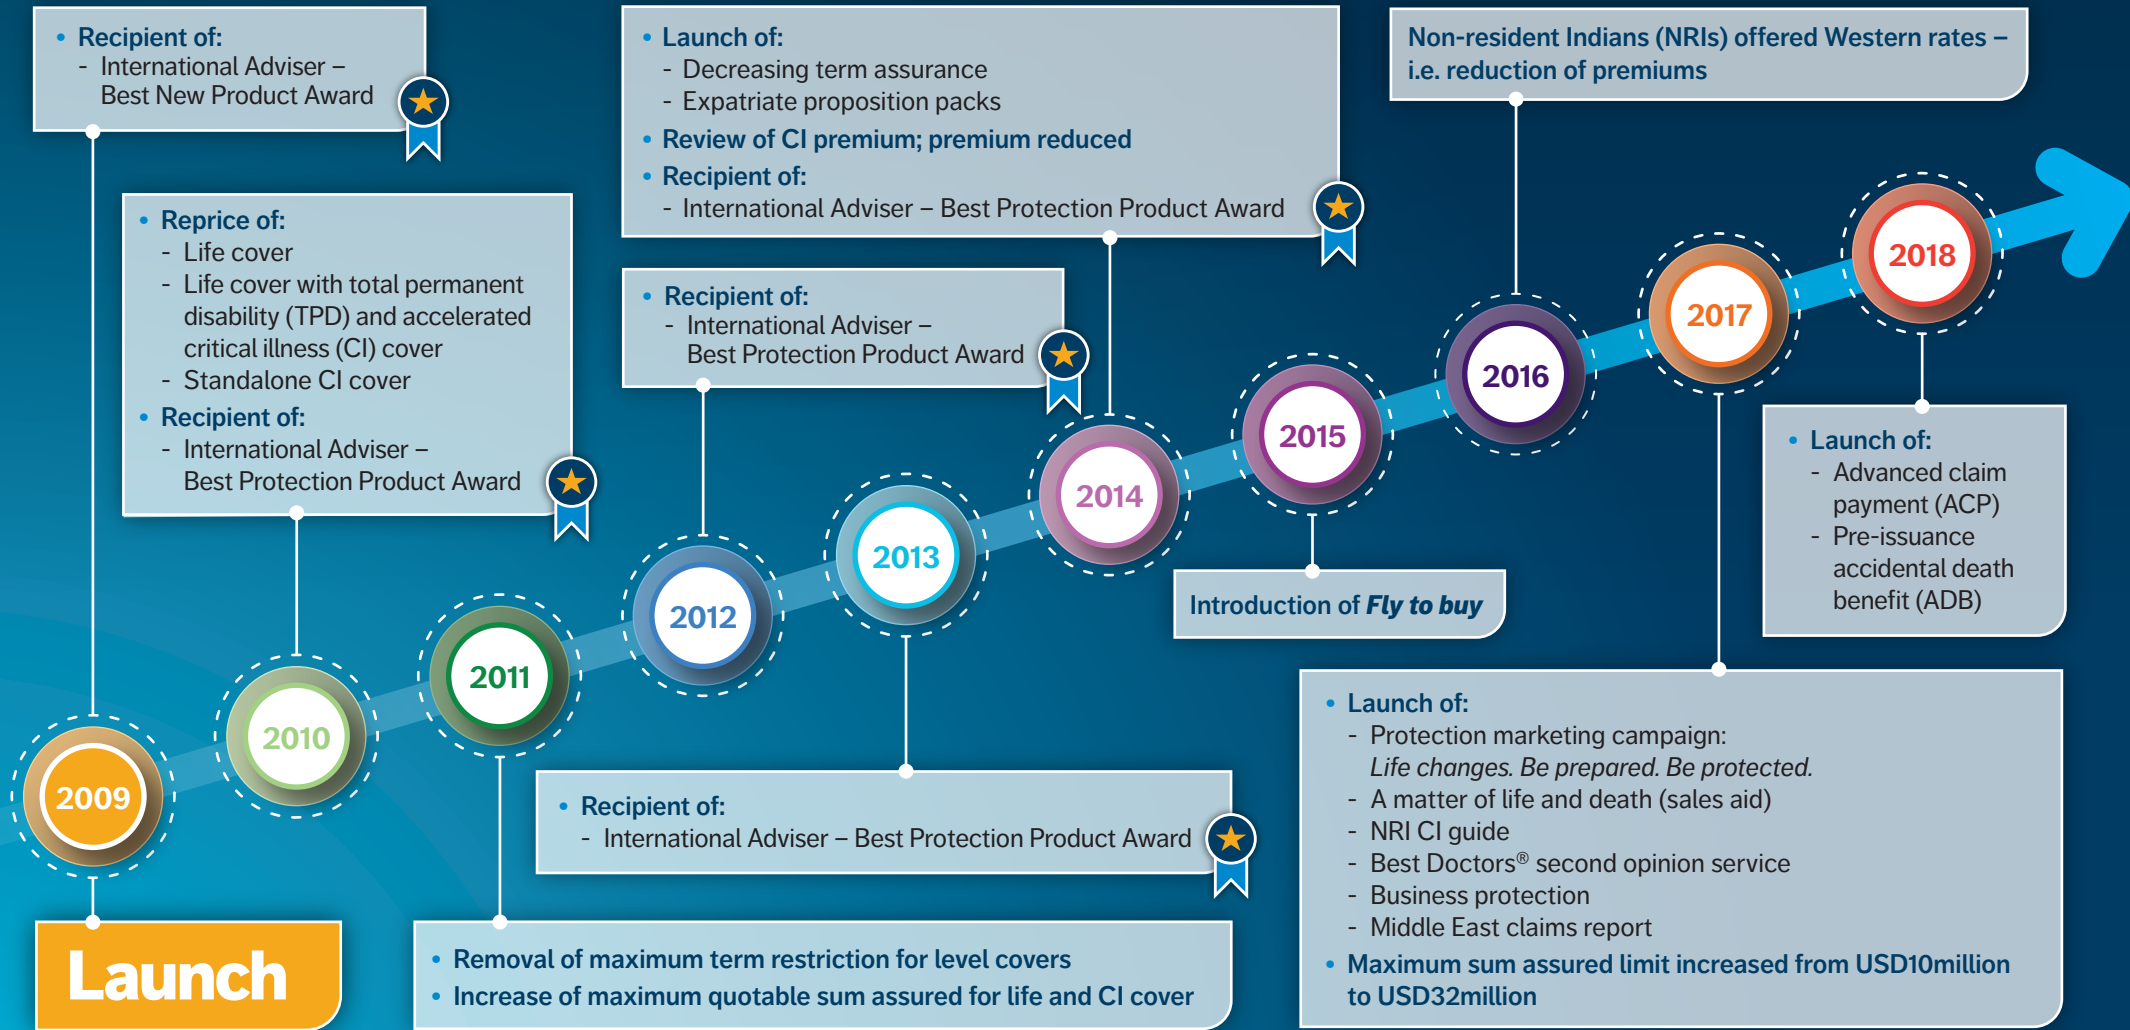 • Recipient of:
- International Adviser –
Best New Product Award
2009
Launch
• Reprice of:
- Life cover
- Life cover with total permanent
disability (TPD) and accelerated
critical illness (CI) cover
- Standalone CI cover
• Recipient of:
- International Adviser –
Best Protection Product Award
2010
2011
• Removal of maximum term restriction for level covers
• Increase of maximum quotable sum assured for life and CI cover
• Recipient of:
- International Adviser –
Best Protection Product Award
2012
2013
• Recipient of:
- International Adviser – Best Protection Product Award
• Launch of:
- Decreasing term assurance
- Expatriate proposition packs
• Review of CI premium; premium reduced
• Recipient of:
- International Adviser – Best Protection Product Award
2014
2015
Introduction of Fly to buy
Non-resident Indians (NRIs) offered Western rates –
i.e. reduction of premiums
2016
2017
• Launch of:
- Protection marketing campaign:
Life changes. Be prepared. Be protected.
- A matter of life and death (sales aid)
- NRI CI guide
- Best Doctors® second opinion service
- Business protection
- Middle East claims report
• Maximum sum assured limit increased from USD10million
to USD32million
2018
• Launch of:
- Advanced claim
payment (ACP)
- Pre-issuance
accidental death
benefit (ADB)